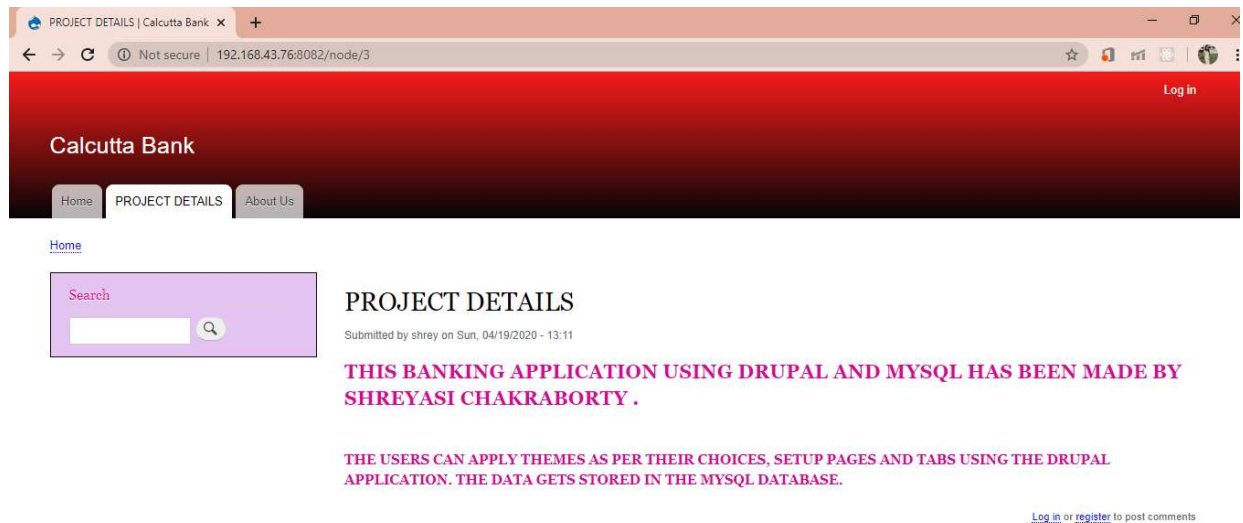 PROJECT DETAILS | Calcutta Bank
Not secure | 192.168.43.76:8082/node/3
Log in
Calcutta Bank
Home
PROJECT DETAILS
About Us
Home
Search
PROJECT DETAILS
Submitted by shrey on Sun, 04/19/2020 - 13:11
THIS BANKING APPLICATION USING DRUPAL AND MYSQL HAS BEEN MADE BY
SHREYASI CHAKRABORTY .
THE USERS CAN APPLY THEMES AS PER THEIR CHOICES, SETUP PAGES AND TABS USING THE DRUPAL
APPLICATION. THE DATA GETS STORED IN THE MYSQL DATABASE.
Log in or register to post comments